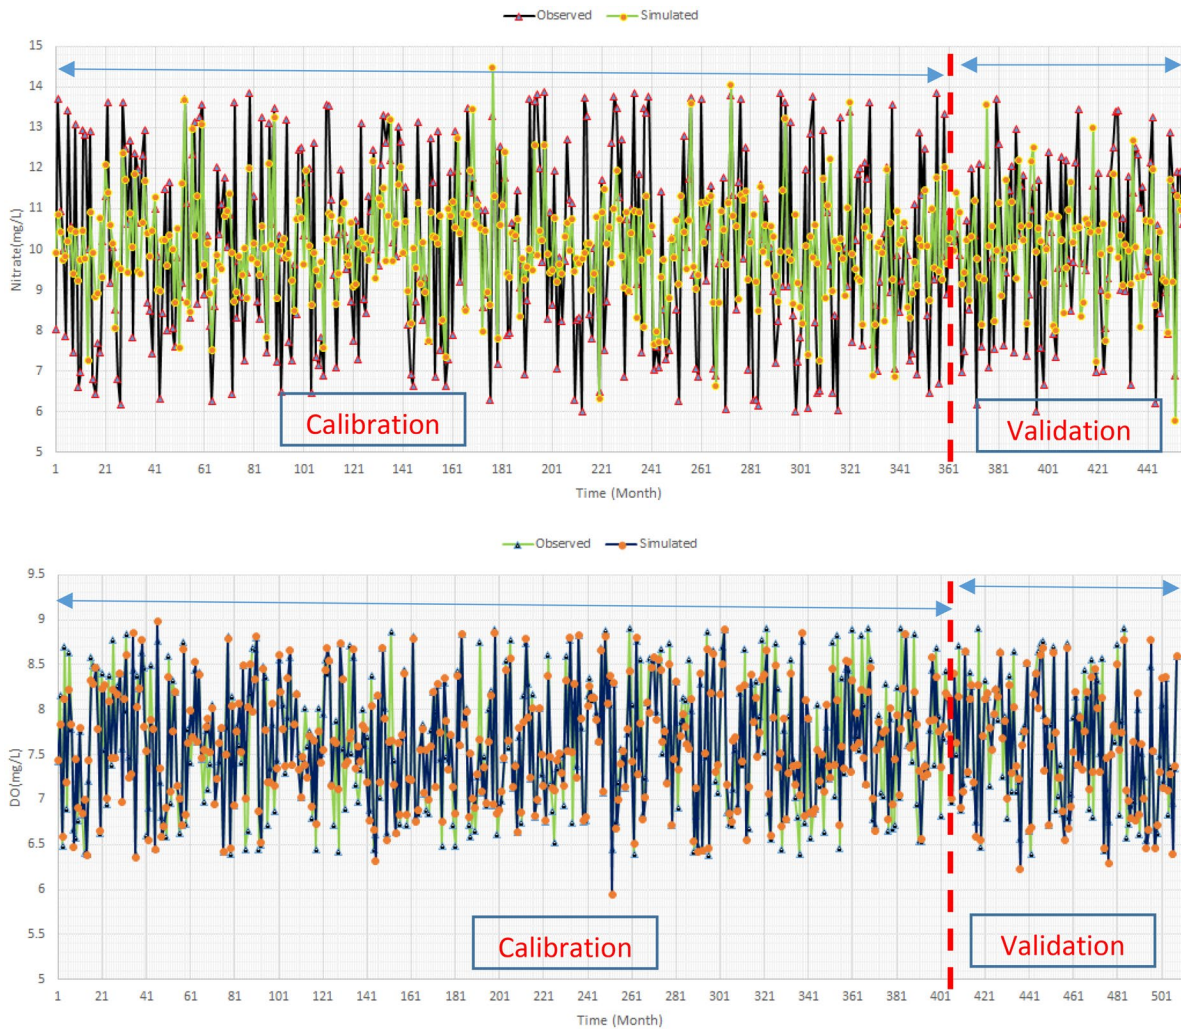 Observed Simulated
15
14
13
12
11
10
9
8
7
6
5
Nitrate(mg/L)
Calibration
Validation
1 21 41 61 81 101 121 141 161 181 201 221 241 261 281 301 321 341 361 381 401 421 441
Time (Month)
Observed Simulated
9.5
9
8.5
8
7.5
7
6.5
6
5.5
5
DO(mg/L)
Calibration
Validation
1 21 41 61 81 101 121 141 161 181 201 221 241 261 281 301 321 341 361 381 401 421 441 461 481 501
Time (Month)